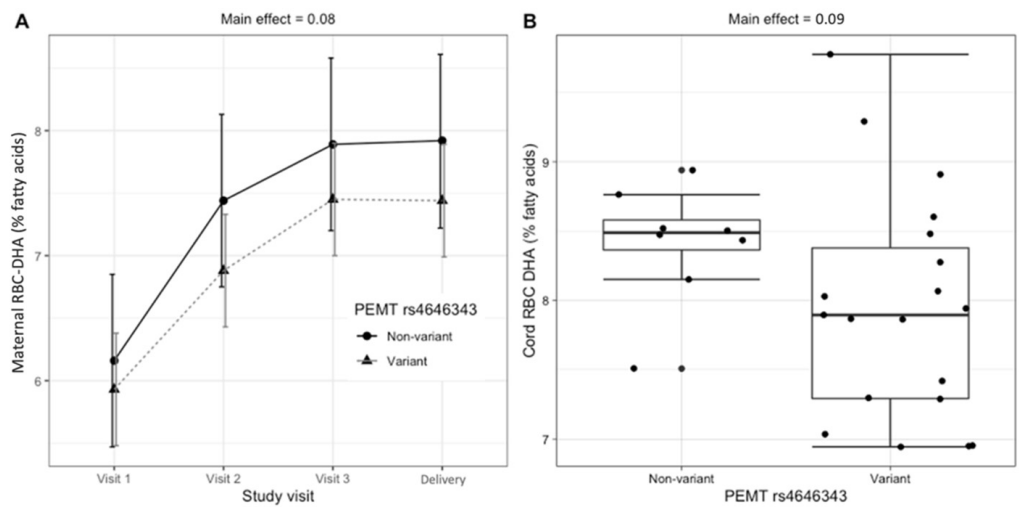 A
Main effect = 0.08
Maternal RBC-DHA (% fatty acids)
8
7
6
PEMT rs4646343
Non-variant
Variant
Visit 1
Visit 2
Visit 3
Delivery
Study visit
B
Main effect = 0.09
Cord RBC DHA (% fatty acids)
9
8
7
Non-variant
Variant
PEMT rs4646343